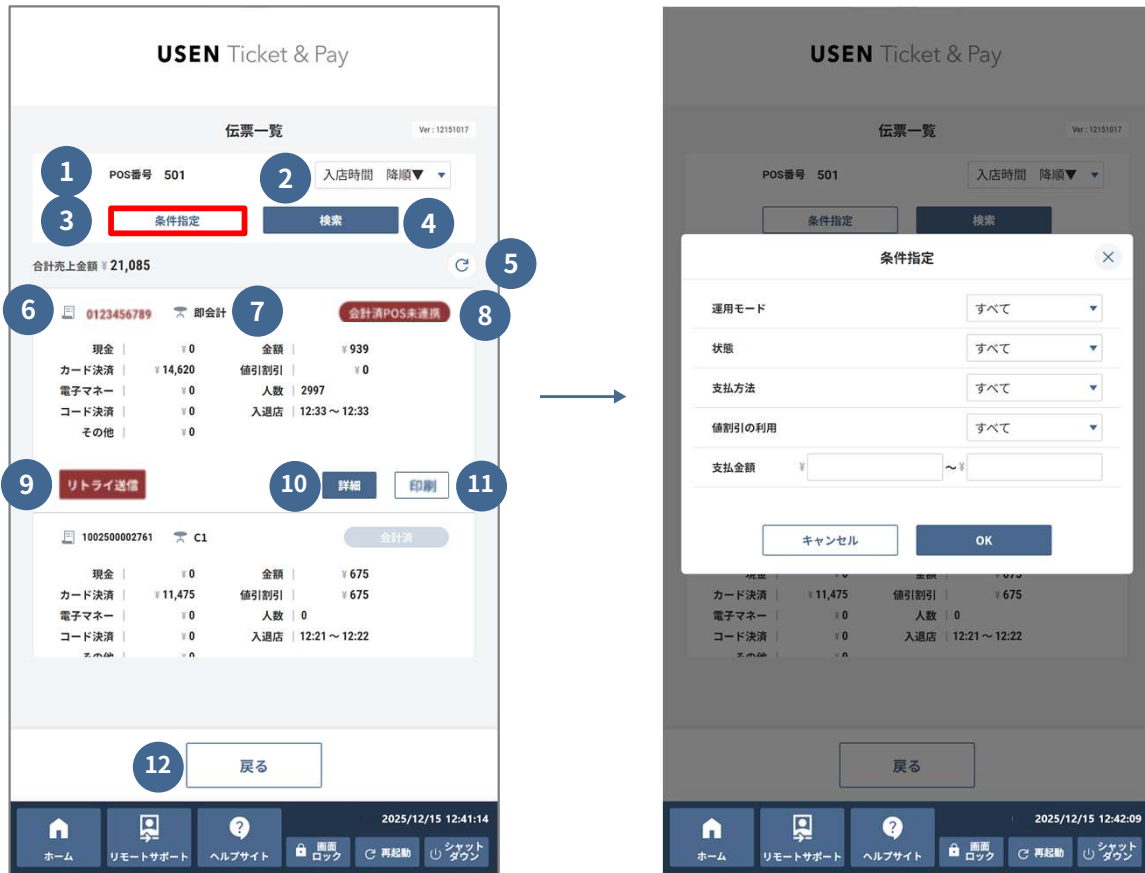 USEN Ticket & Pay
伝票一覧
Ver : 12151017
1 POS番号 501
2 入店時間 降順▼
3 条件指定
検索 4
合計売上金額 ¥ 21,085
5
6 0123456789 即会計 7
会計済POS未連携 8
現金 ¥ 0 金額 ¥ 939
カード決済 ¥ 14,620 値引割引 ¥ 0
電子マネー ¥ 0 人数 2997
コード決済 ¥ 0 入退店 12:33 ～ 12:33
その他 ¥ 0
9 リトライ送信 10 詳細 印刷 11
1002500002761 C1 会計済
現金 ¥ 0 金額 ¥ 675
カード決済 ¥ 11,475 値引割引 ¥ 675
電子マネー ¥ 0 人数 0
コード決済 ¥ 0 入退店 12:21 ～ 12:22
その他 ¥ 0
12 戻る
2025/12/15 12:41:14
ホーム リモートサポート ヘルプサイト 画面ロック 再起動 シャットダウン
USEN Ticket & Pay
伝票一覧
Ver : 12151017
POS番号 501
入店時間 降順▼
条件指定 検索
条件指定
運用モード すべて
状態 すべて
支払方法 すべて
値割引の利用 すべて
支払金額 ¥ ～ ¥
キャンセル OK
現金 ¥ 0 金額 ¥ 675
カード決済 ¥ 11,475 値引割引 ¥ 675
電子マネー ¥ 0 人数 0
コード決済 ¥ 0 入退店 12:21 ～ 12:22
その他 ¥ 0
戻る
2025/12/15 12:42:09
ホーム リモートサポート ヘルプサイト 画面ロック 再起動 シャットダウン